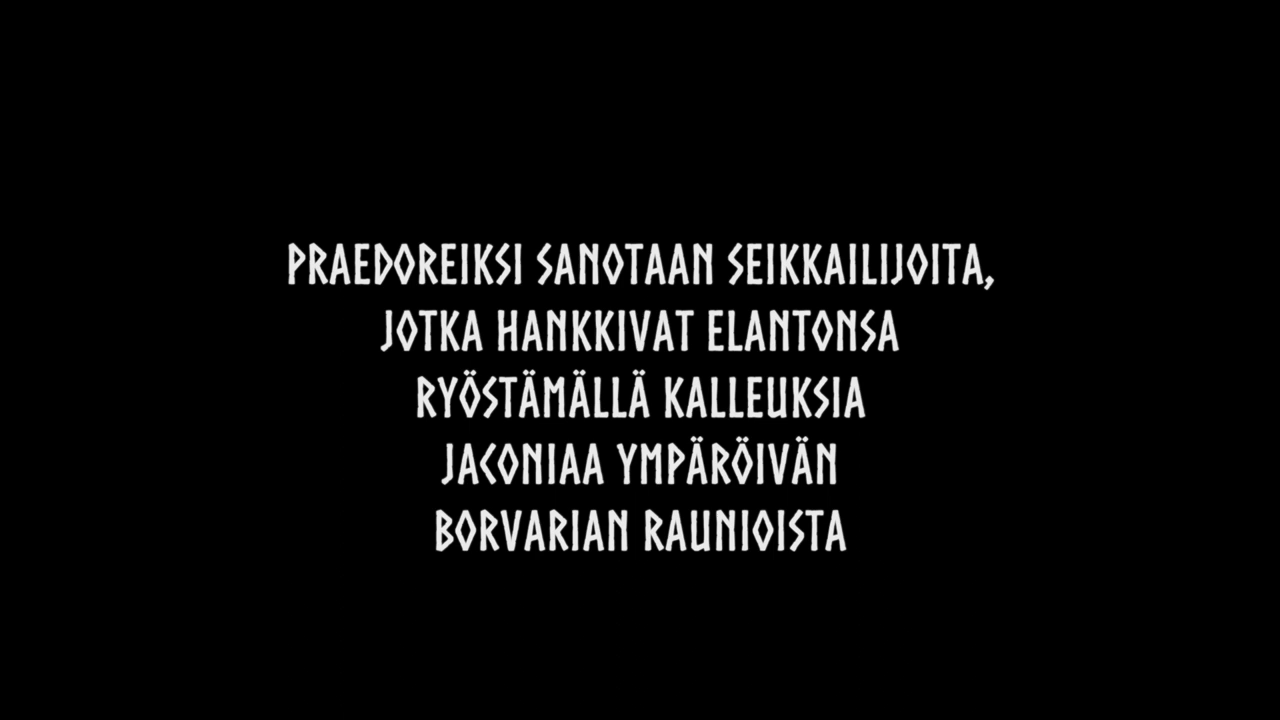 PRAEDOREIKSI SANOTAAN SEIKKAILIJOITA,
JOTKA HANKKIVAT ELANTONSA
RYÖSTÄMÄLLÄ KALLEUKSIA
JACONIAA YMPÄRÖIVÄN
BORVARIAN RAUNIOISTA